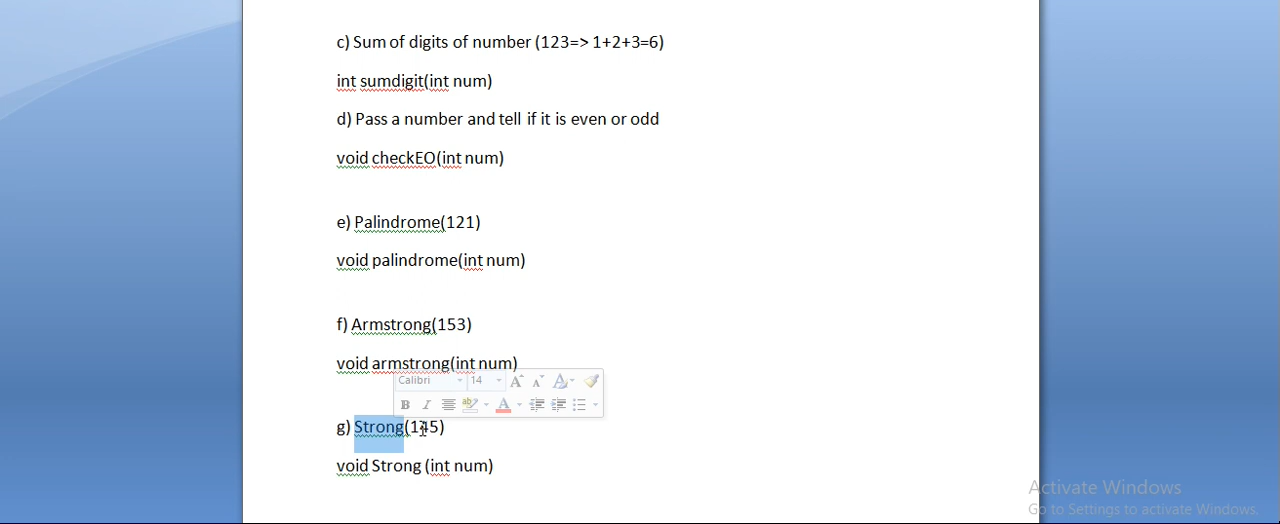 c) Sum of digits of number (123=> 1+2+3=6)
int sumdigit(int num)
d) Pass a number and tell if it is even or odd
void checkEO(int num)
e) Palindrome(121)
void palindrome(int num)
f) Armstrong(153)
void armstrong(int num)
Calibri 14
g) Strong(145)
void Strong (int num)
Activate Windows
Go to Settings to activate Windows.